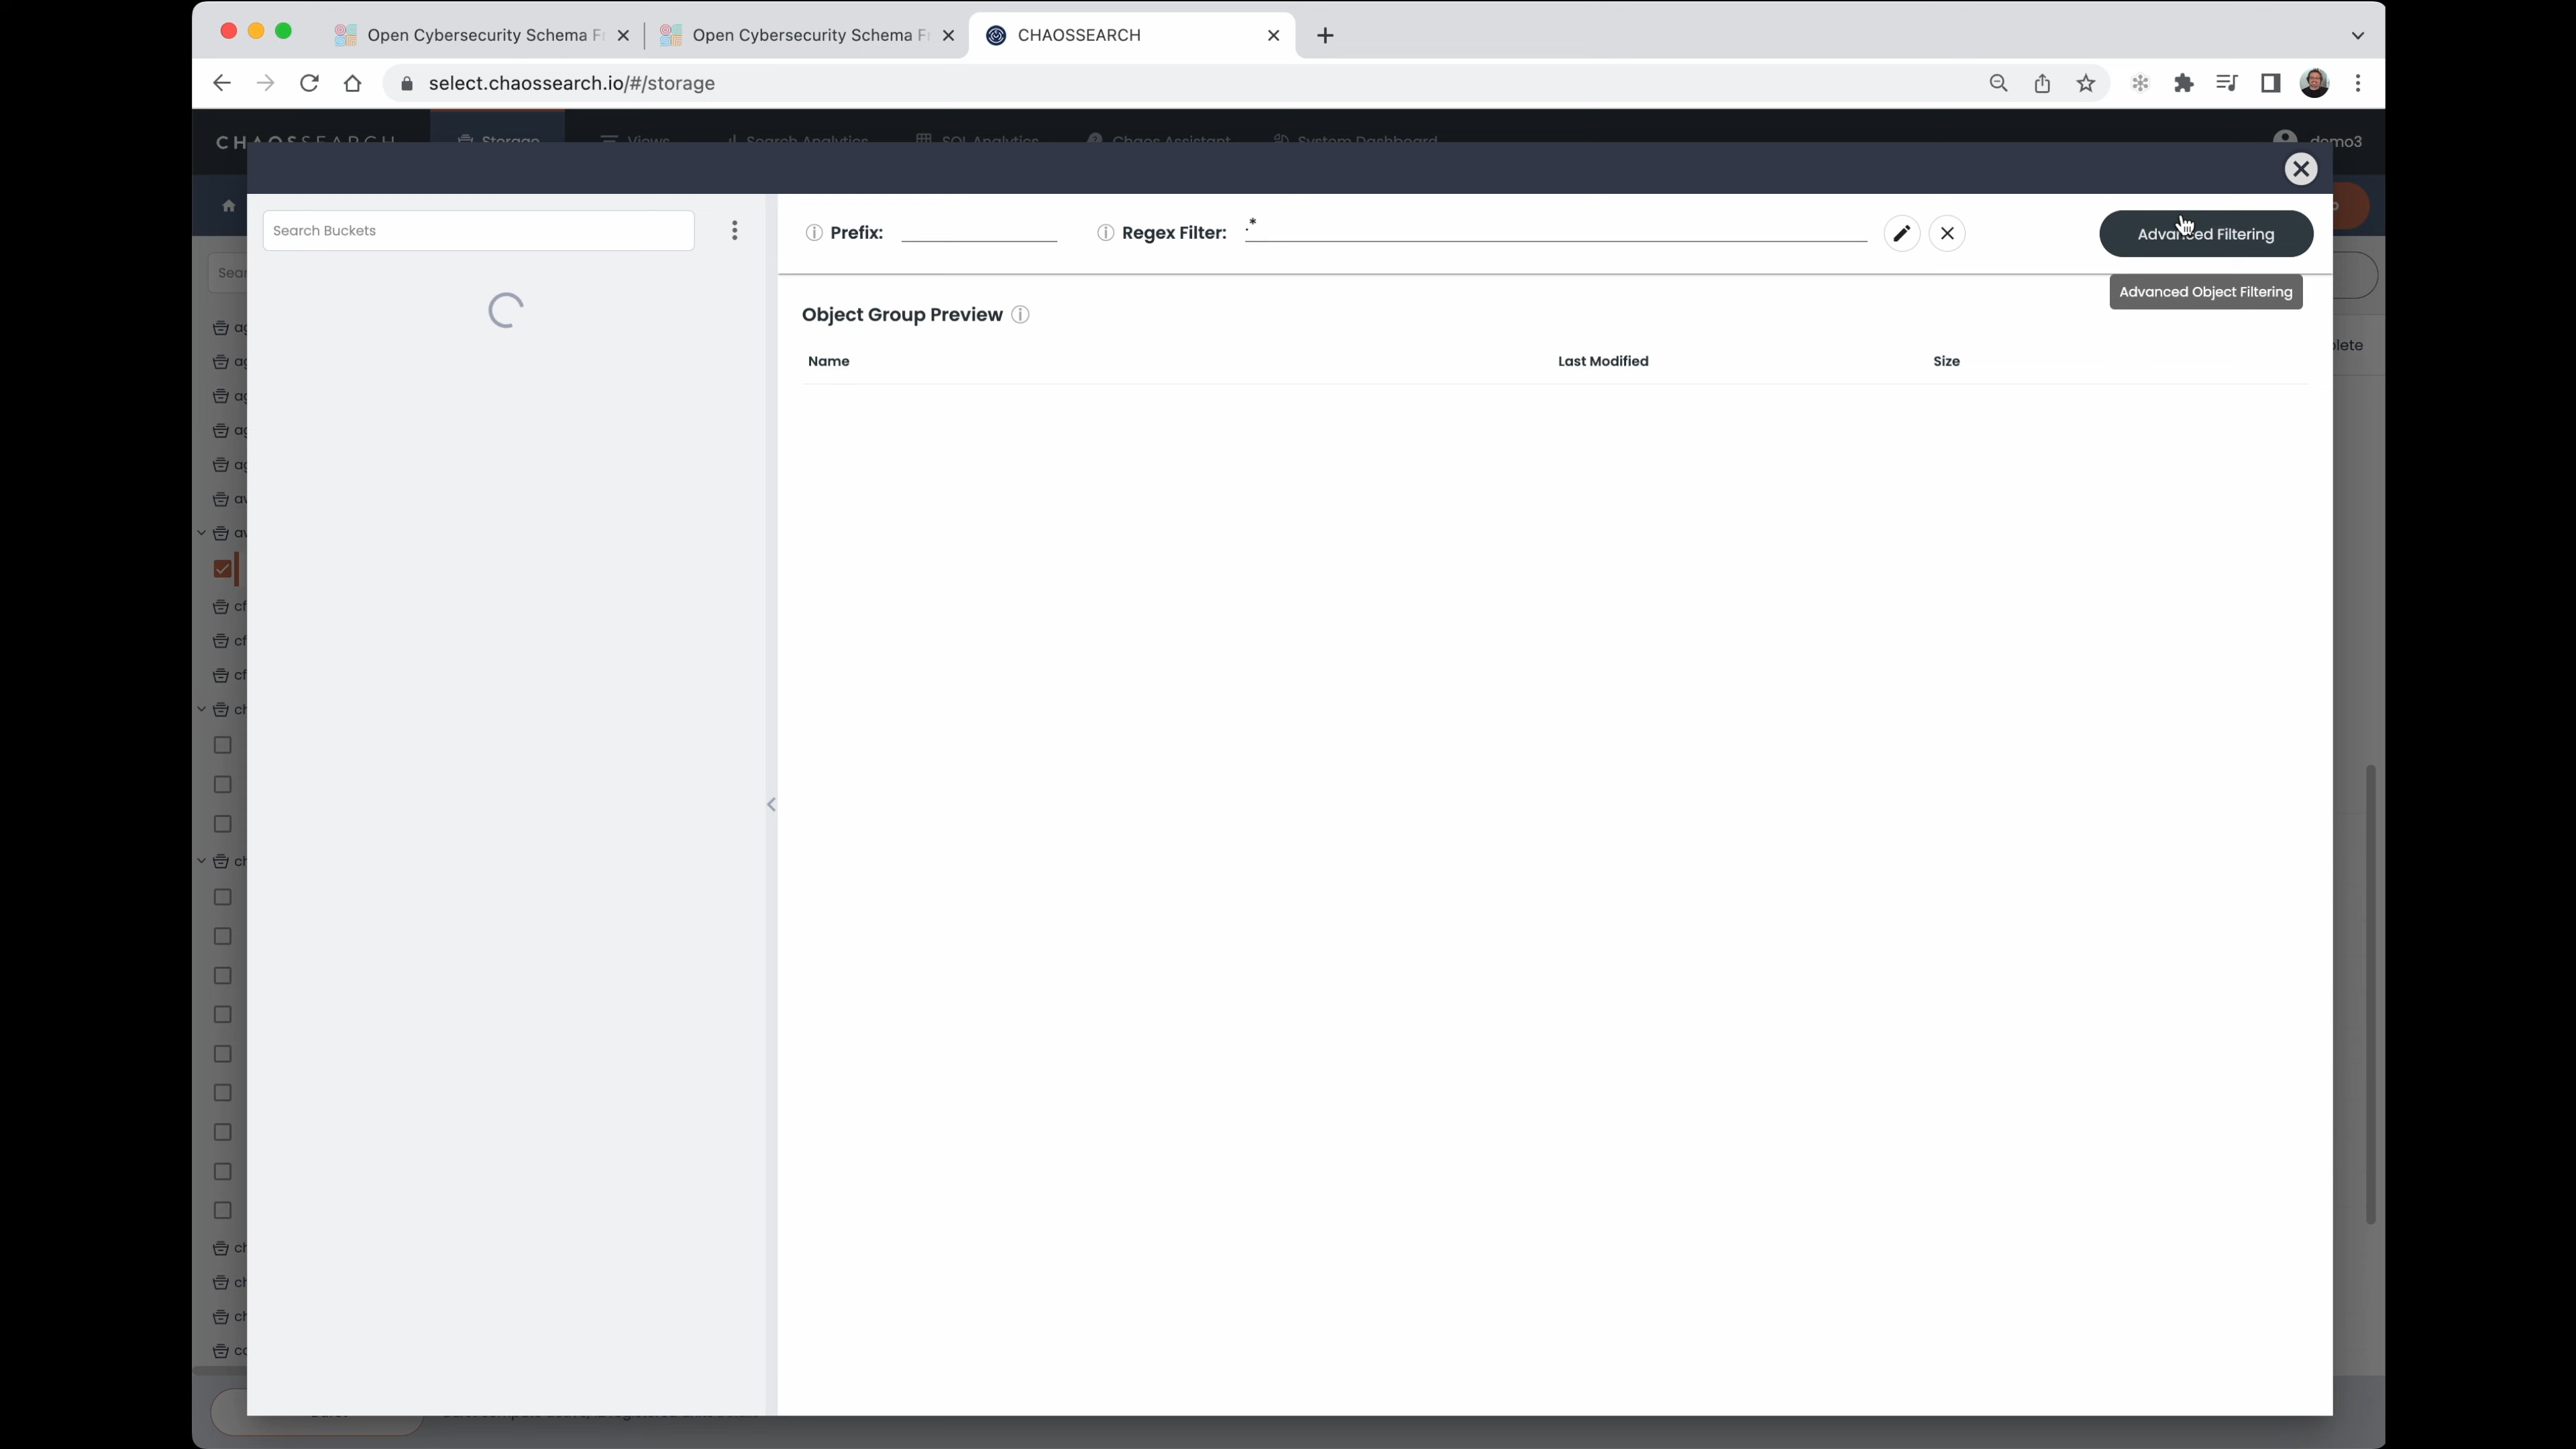 Open Cybersecurity Schema Fr
Open Cybersecurity Schema Fr
CHAOSSEARCH
select.chaossearch.io/#/storage
CHAOSSEARCH
Storage
Views
Search Analytics
SQL Analytics
Chaos Assistant
System Dashboard
demo3
Search Buckets
Prefix:
Regex Filter: .*
Advanced Filtering
Advanced Object Filtering
Object Group Preview
Name Last Modified Size